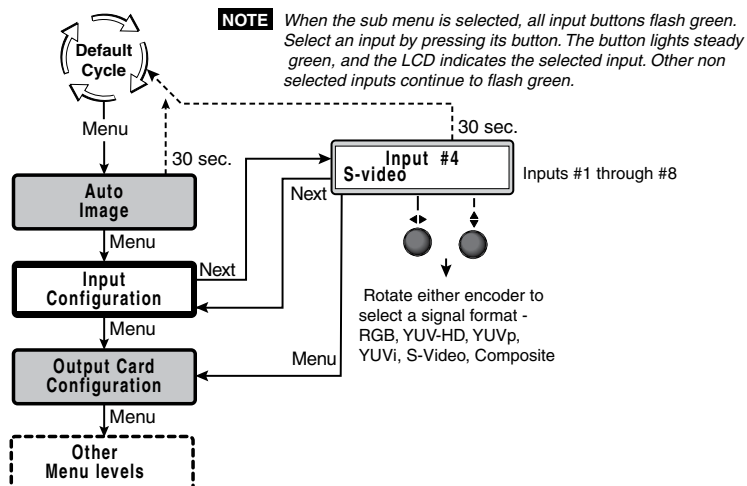 NOTE When the sub menu is selected, all input buttons flash green.
Select an input by pressing its button. The button lights steady
green, and the LCD indicates the selected input. Other non
selected inputs continue to flash green.
Default
Cycle
Menu
30 sec.
30 sec.
Auto
Image
Input #4
S-video
Inputs #1 through #8
Next
Menu
Input
Configuration
Next
Rotate either encoder to
select a signal format -
RGB, YUV-HD, YUVp,
YUVi, S-Video, Composite
Menu
Menu
Output Card
Configuration
Menu
Other
Menu levels